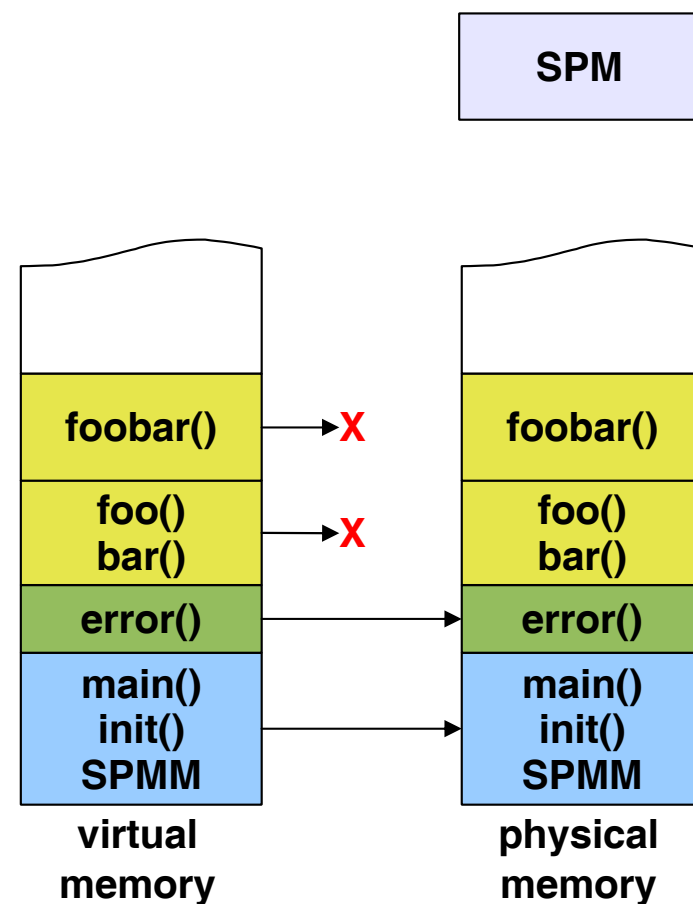 SPM
foobar()
X
foobar()
foo()
bar()
X
foo()
bar()
error()
error()
main()
init()
SPMM
main()
init()
SPMM
virtual
memory
physical
memory